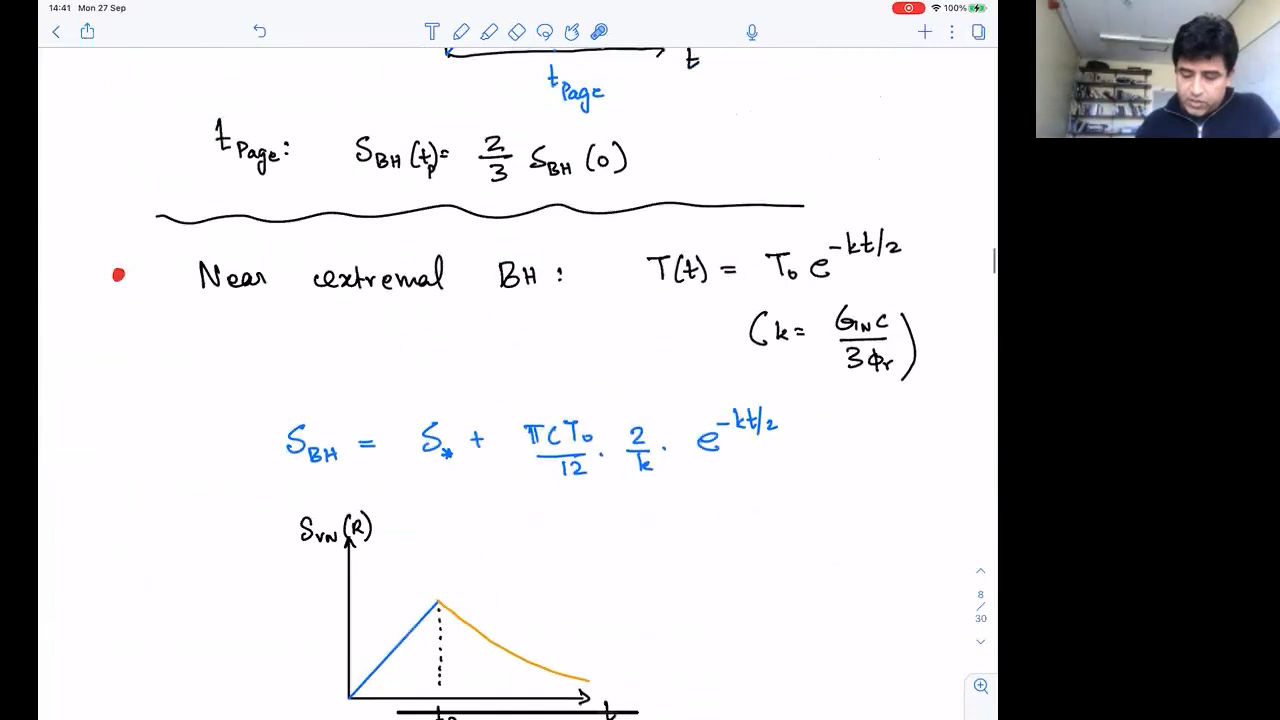 14:41 Mon 27 Sep
100%
t
t_Page
t_Page: S_BH(t_p) = 2/3 S_BH(0)
Near extremal BH: T(t) = T_0 e^{-kt/2}
(k = G_N c / 3ϕ_r)
S_BH = S_* + πcT_0/12 · 2/k · e^{-kt/2}
S_VN(R)
8
/
30
t